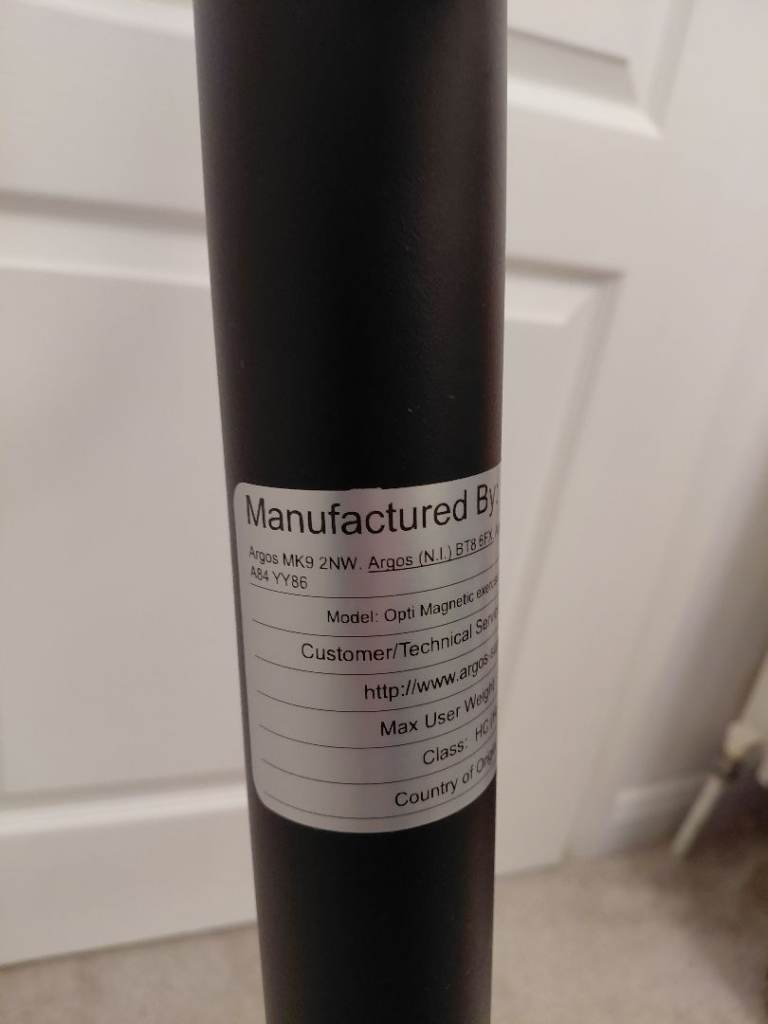 Manufactured By:
Argos MK9 2NW. Argos (N.I.) BT8 6FX
A84 YY86
Model: Opti Magnetic
Customer/Technical
http://www.argos
Max User Weight
Class: HC
Country of